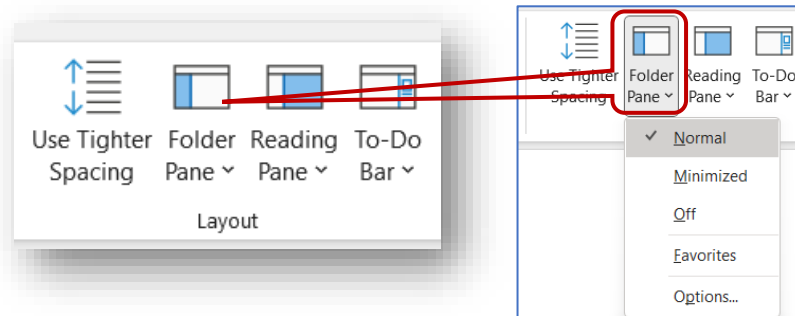 Use Tighter Folder Reading To-Do
Spacing Pane Pane Bar
Layout
Use Tighter Folder Reading To-Do
Spacing Pane Pane Bar
Normal
Minimized
Off
Favorites
Options...